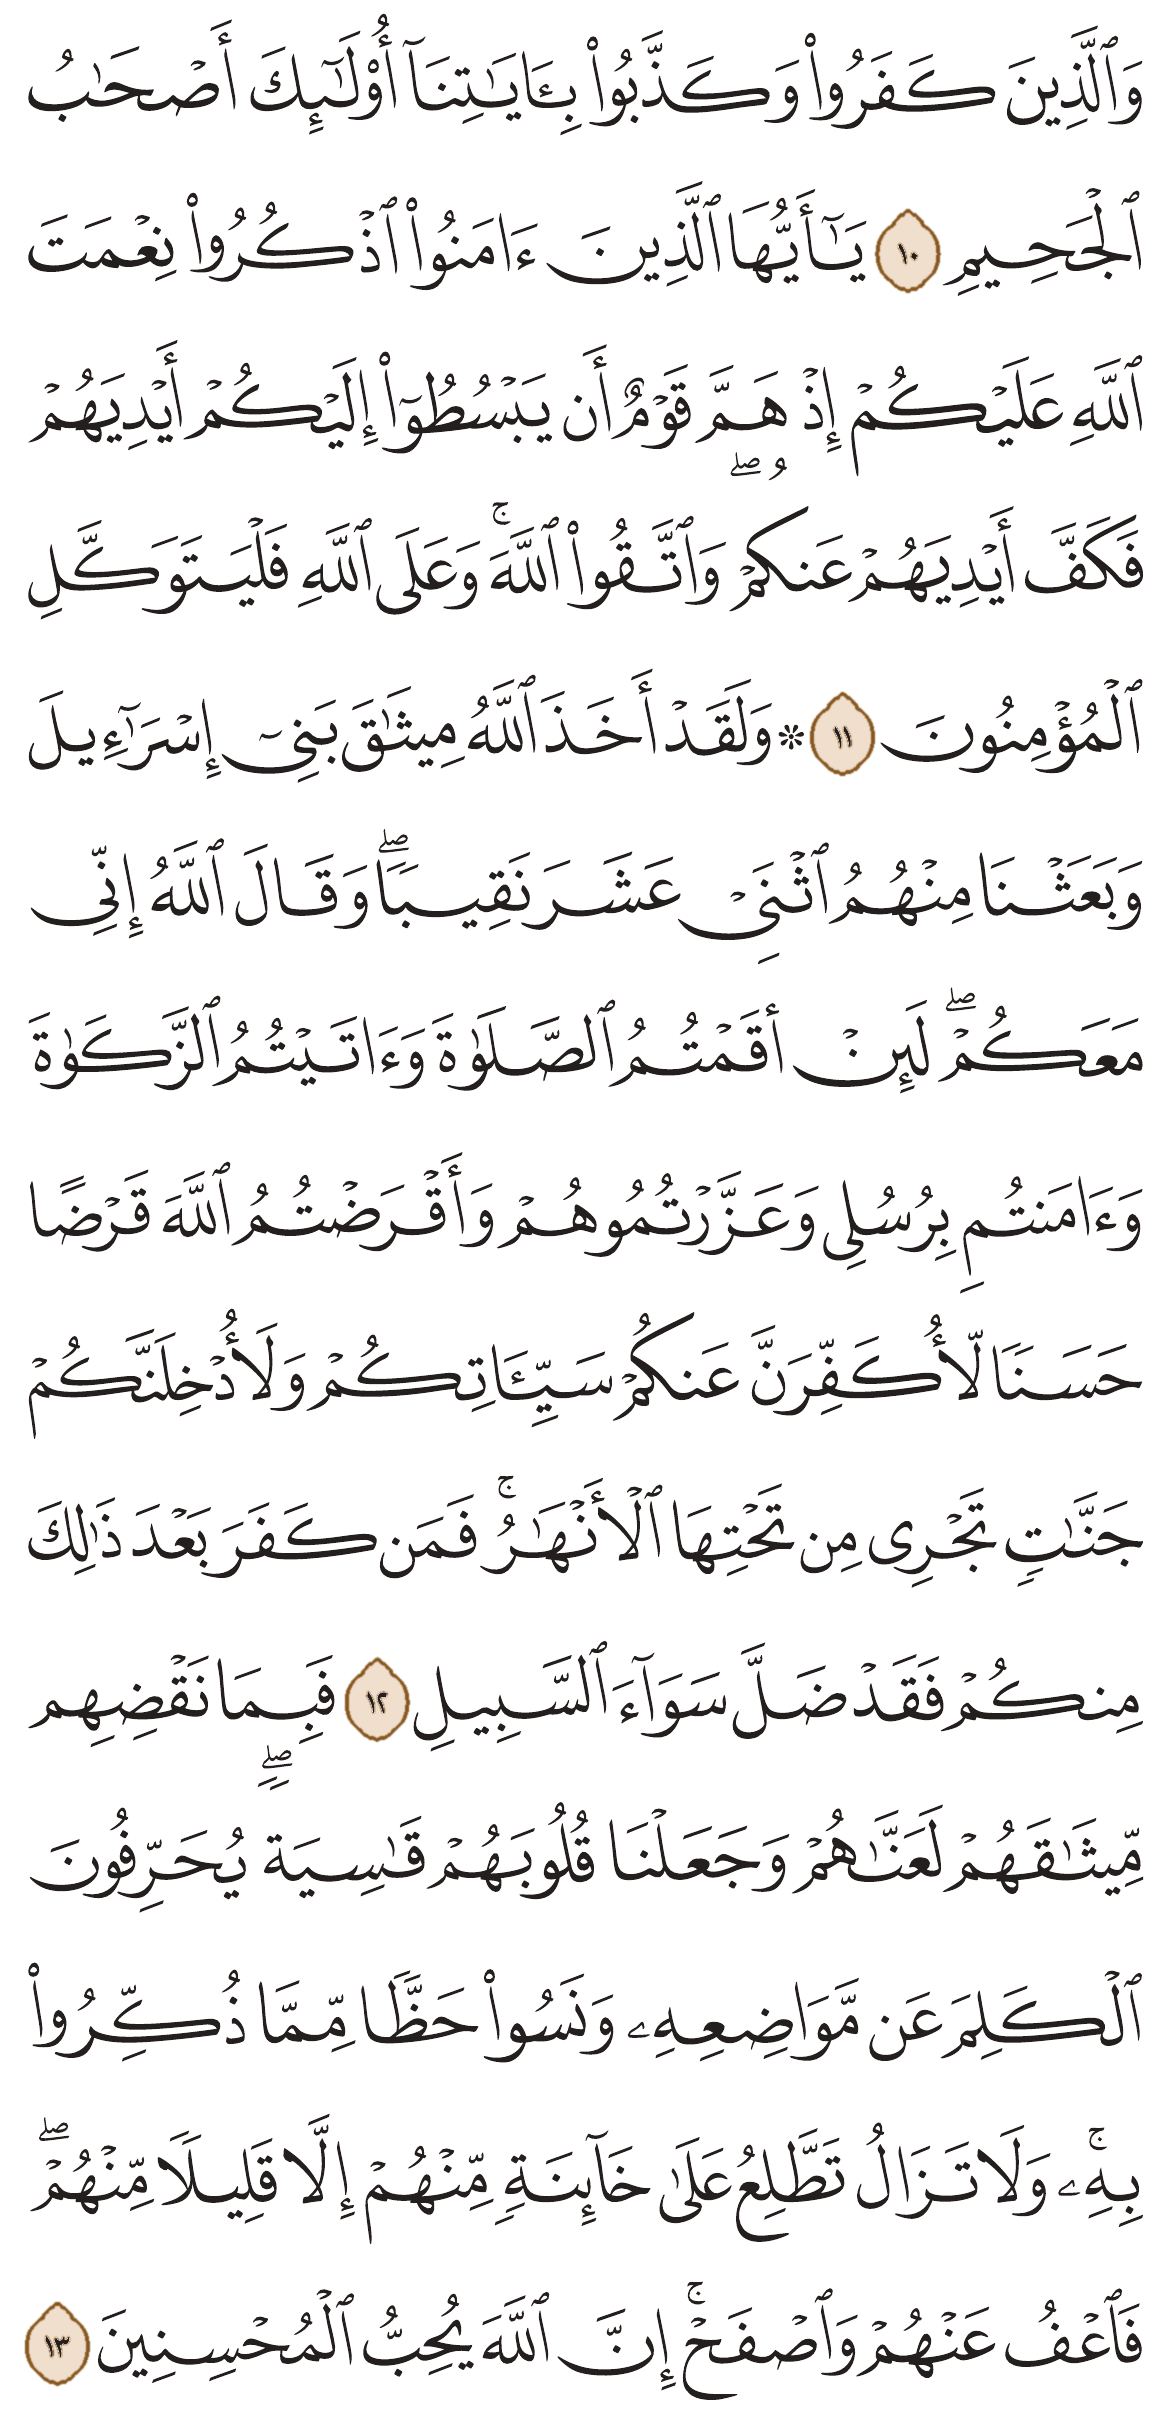 وَٱلَّذِينَ كَفَرُوا۟ وَكَذَّبُوا۟ بِـَٔايَـٰتِنَآ أُو۟لَـٰٓئِكَ أَصْحَـٰبُ
ٱلْجَحِيمِ ١٠ يَـٰٓأَيُّهَا ٱلَّذِينَ ءَامَنُوا۟ ٱذْكُرُوا۟ نِعْمَتَ
ٱللَّهِ عَلَيْكُمْ إِذْ هَمَّ قَوْمٌ أَن يَبْسُطُوٓا۟ إِلَيْكُمْ أَيْدِيَهُمْ
فَكَفَّ أَيْدِيَهُمْ عَنكُمْ ۖ وَٱتَّقُوا۟ ٱللَّهَ ۚ وَعَلَى ٱللَّهِ فَلْيَتَوَكَّلِ
ٱلْمُؤْمِنُونَ ١١ ۞ وَلَقَدْ أَخَذَ ٱللَّهُ مِيثَـٰقَ بَنِىٓ إِسْرَٰٓءِيلَ
وَبَعَثْنَا مِنْهُمُ ٱثْنَىْ عَشَرَ نَقِيبًا ۖ وَقَالَ ٱللَّهُ إِنِّى
مَعَكُمْ ۖ لَئِنْ أَقَمْتُمُ ٱلصَّلَوٰةَ وَءَاتَيْتُمُ ٱلزَّكَوٰةَ
وَءَامَنتُم بِرُسُلِى وَعَزَّرْتُمُوهُمْ وَأَقْرَضْتُمُ ٱللَّهَ قَرْضًا
حَسَنًا لَّأُكَفِّرَنَّ عَنكُمْ سَيِّـَٔاتِكُمْ وَلَأُدْخِلَنَّكُمْ
جَنَّـٰتٍ تَجْرِى مِن تَحْتِهَا ٱلْأَنْهَـٰرُ ۚ فَمَن كَفَرَ بَعْدَ ذَٰلِكَ
مِنكُمْ فَقَدْ ضَلَّ سَوَآءَ ٱلسَّبِيلِ ١٢ فَبِمَا نَقْضِهِم
مِّيثَـٰقَهُمْ لَعَنَّـٰهُمْ وَجَعَلْنَا قُلُوبَهُمْ قَـٰسِيَةً ۖ يُحَرِّفُونَ
ٱلْكَلِمَ عَن مَّوَاضِعِهِۦ ۙ وَنَسُوا۟ حَظًّا مِّمَّا ذُكِّرُوا۟
بِهِۦ ۚ وَلَا تَزَالُ تَطَّلِعُ عَلَىٰ خَآئِنَةٍ مِّنْهُمْ إِلَّا قَلِيلًا مِّنْهُمْ ۖ
فَٱعْفُ عَنْهُمْ وَٱصْفَحْ ۚ إِنَّ ٱللَّهَ يُحِبُّ ٱلْمُحْسِنِينَ ١٣